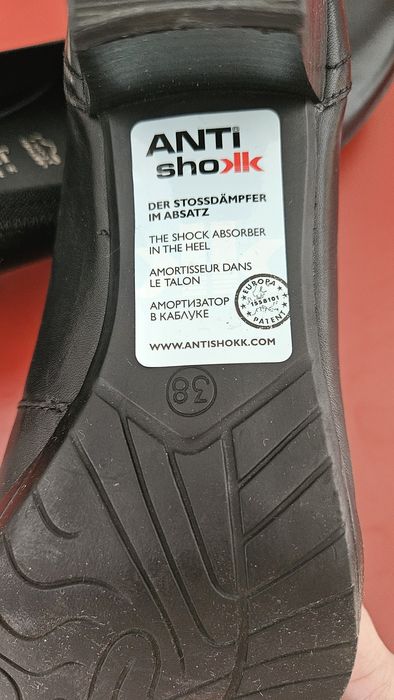 ANTi
shokk
DER STOSSDÄMPFER
IM ABSATZ
THE SHOCK ABSORBER
IN THE HEEL
AMORTISSEUR DANS
LE TALON
АМОРТИЗАТОР
В КАБЛУКЕ
EUROPA
1558101
PATENT
WWW.ANTISHOKK.COM
38